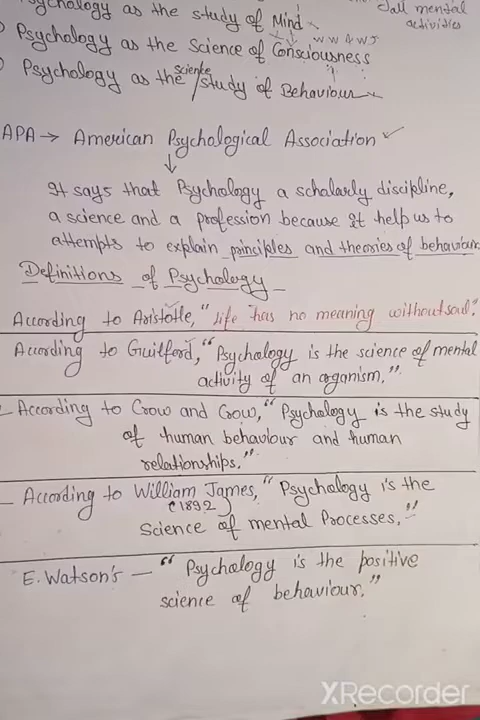 Psychology as the study of Mind
all mental
activities
Psychology as the Science of Consciousness
Psychology as the science/study of Behaviour
APA → American Psychological Association ✓
↓
It says that Psychology a scholarly discipline,
a science and a profession because it help us to
attempts to explain principles and theories of behaviour
Definitions of Psychology
According to Aristotle, "Life has no meaning without soul."
According to Guilford, "Psychology is the science of mental
activity of an organism."
According to Crow and Crow, "Psychology is the study
of human behaviour and human
relationships."
According to William James, "Psychology is the
(1892)
Science of mental Processes."
E. Watson's — "Psychology is the positive
science of behaviour."
XRecorder